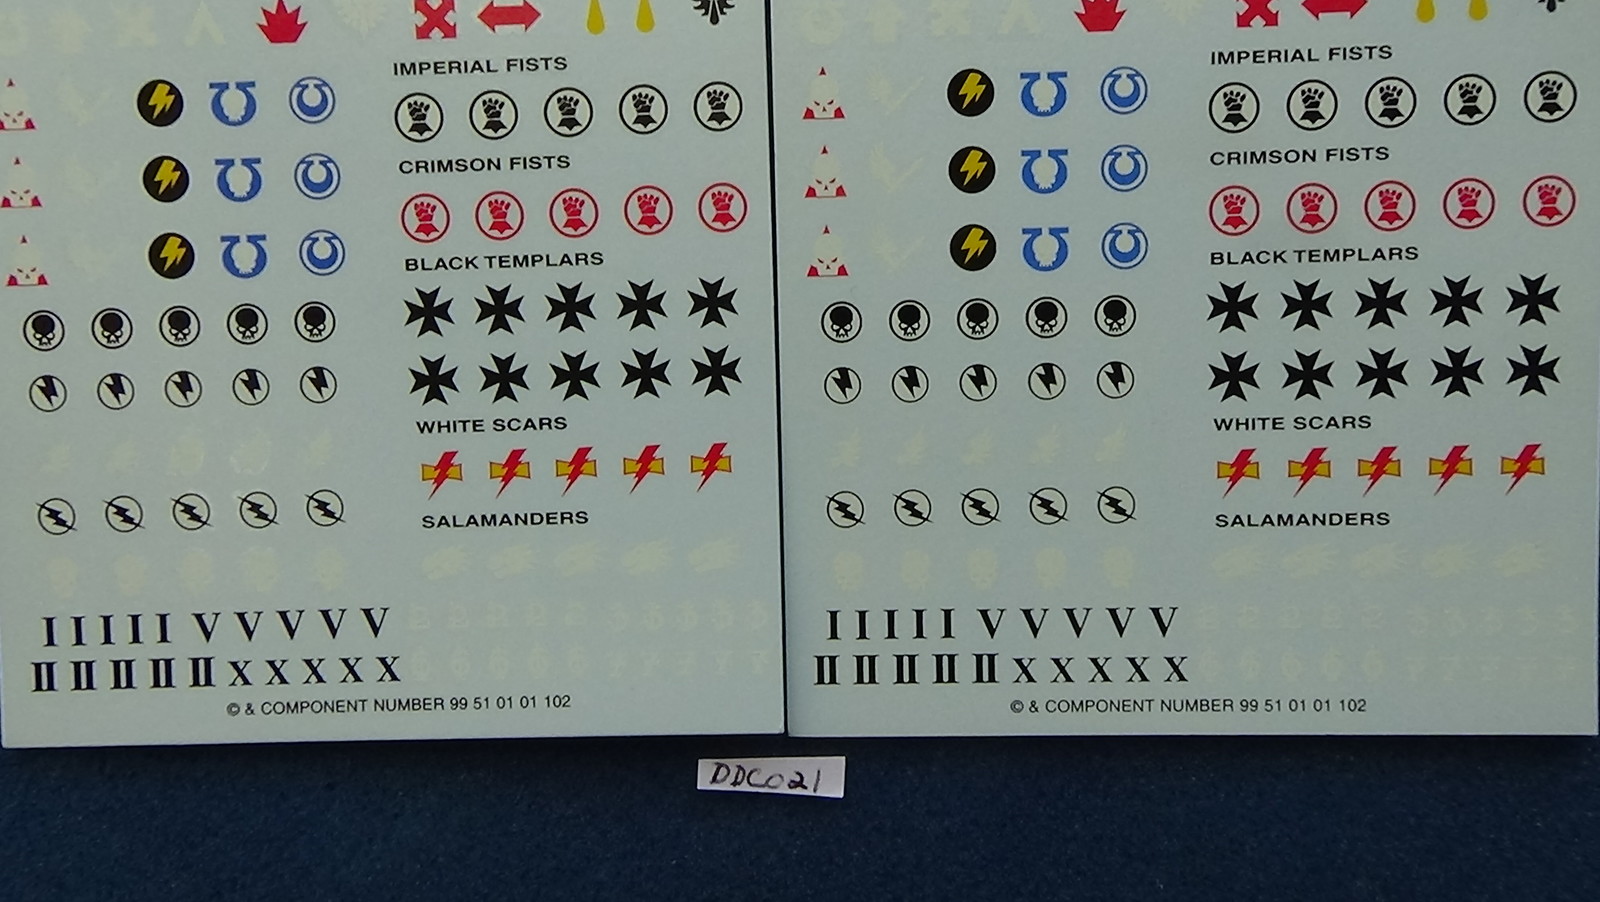 IMPERIAL FISTS
CRIMSON FISTS
BLACK TEMPLARS
WHITE SCARS
SALAMANDERS
I I I I I V V V V V
II II II II II X X X X X
© & COMPONENT NUMBER 99 51 01 01 102
IMPERIAL FISTS
CRIMSON FISTS
BLACK TEMPLARS
WHITE SCARS
SALAMANDERS
I I I I I V V V V V
II II II II II X X X X X
© & COMPONENT NUMBER 99 51 01 01 102
DDC021